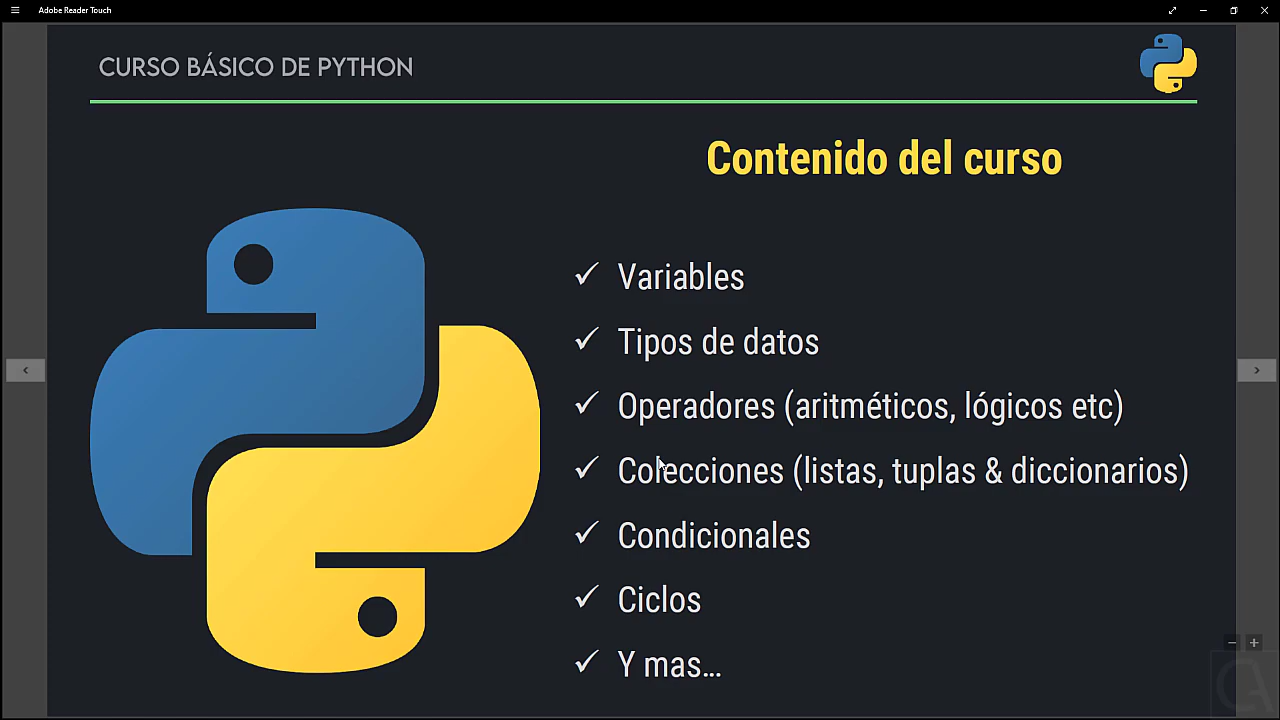 Adobe Reader Touch
CURSO BÁSICO DE PYTHON
Contenido del curso
✓ Variables
✓ Tipos de datos
✓ Operadores (aritméticos, lógicos etc)
✓ Colecciones (listas, tuplas & diccionarios)
✓ Condicionales
✓ Ciclos
✓ Y mas...